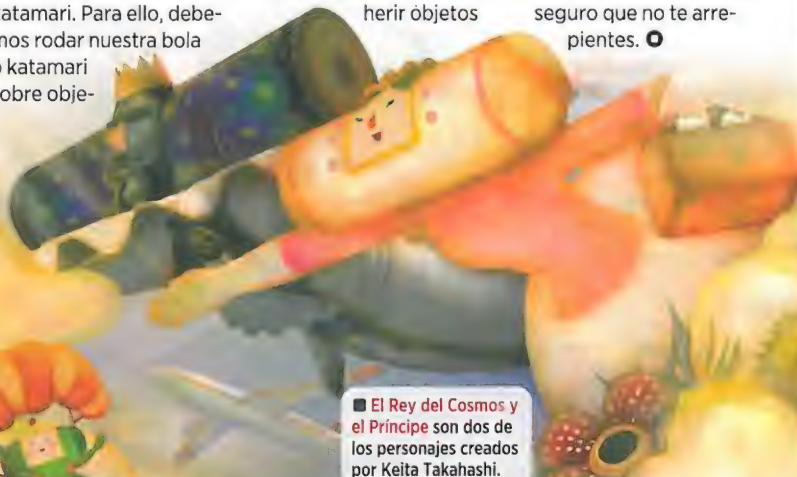 katamari. Para ello, debe-
mos rodar nuestra bola
o katamari
sobre obje-
herir objetos
seguro que no te arre-
pientes.
■ El Rey del Cosmos y
el Príncipe son dos de
los personajes creados
por Keita Takahashi.